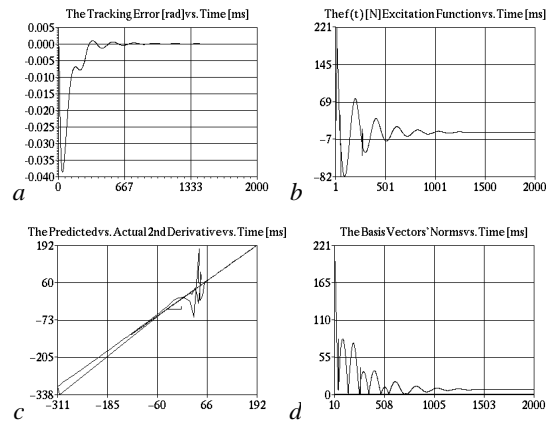 The Tracking Error [rad] vs. Time [ms]
0.005
0.000
-0.005
-0.010
-0.015
-0.020
-0.025
-0.030
-0.035
-0.040
0 667 1333 2000
a
The f(t) [N] Excitation Function vs. Time [ms]
221
145
69
-7
-82
1 501 1001 1500 2000
b
The Predicted vs. Actual 2nd Derivative vs. Time [ms]
192
60
-73
-205
-338
-311 -185 -60 66 192
c
The Basis Vectors` Norms vs. Time [ms]
221
165
110
55
0
10 508 1005 1503 2000
d